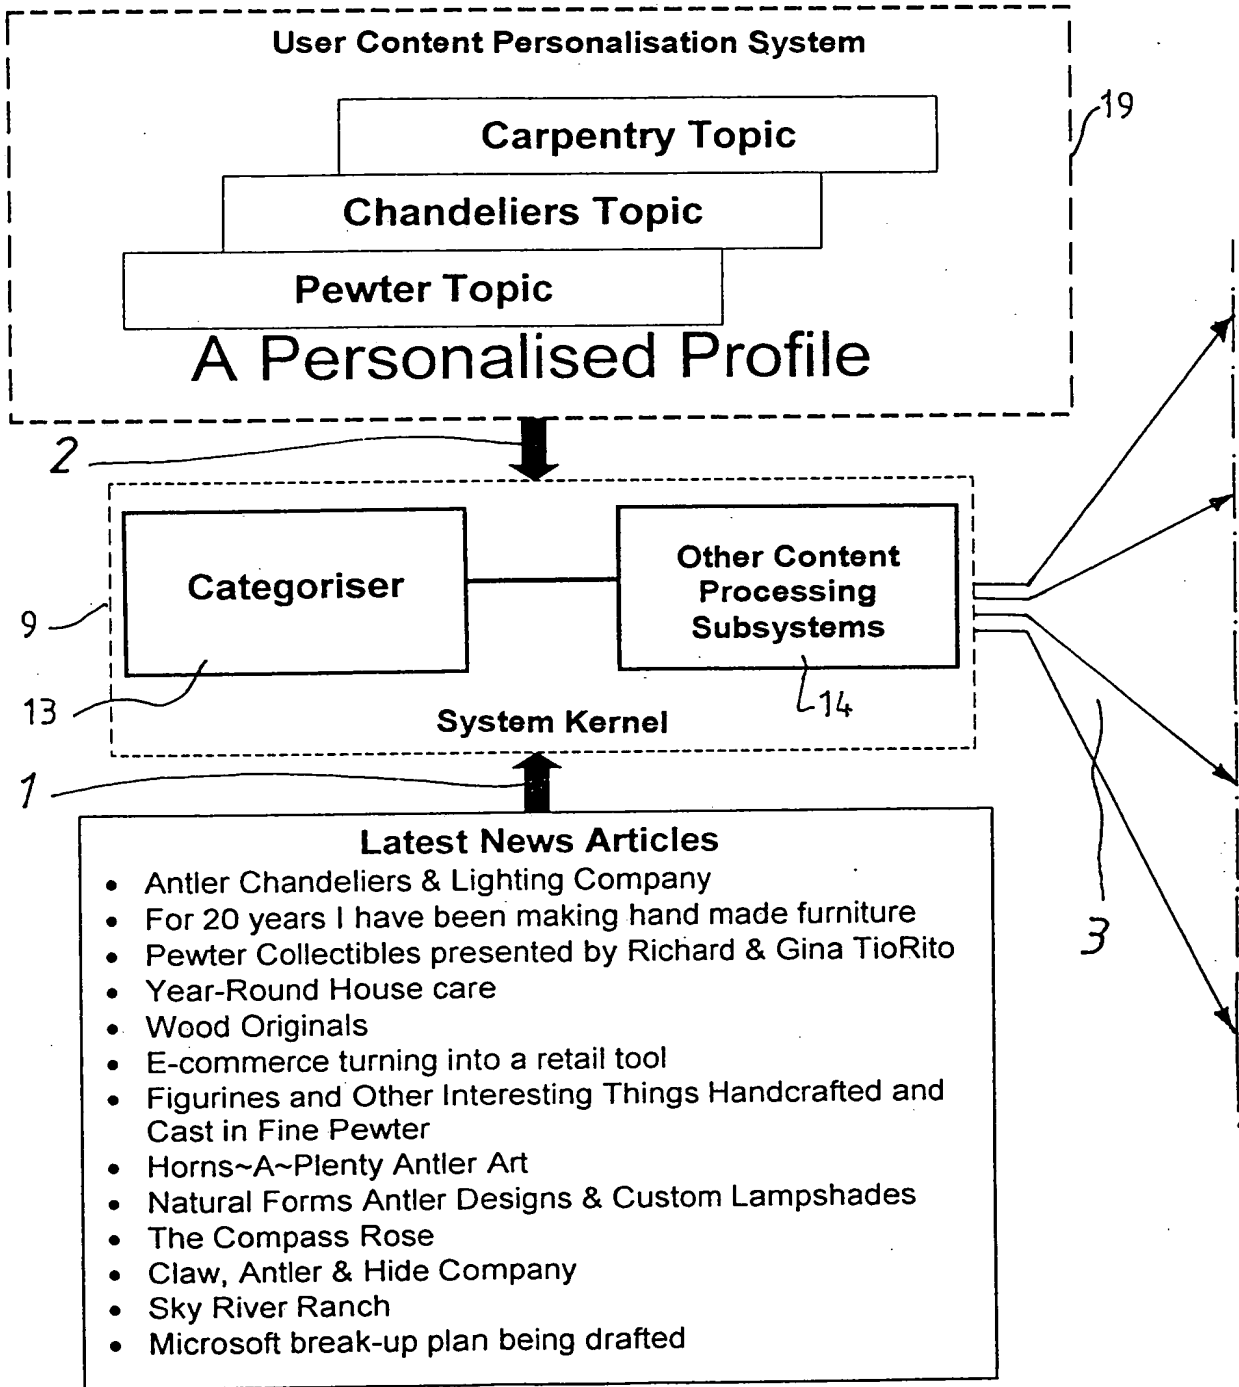 User Content Personalisation System
19
Carpentry Topic
Chandeliers Topic
Pewter Topic
A Personalised Profile
2
Categoriser
Other Content
Processing
Subsystems
9
13
14
System Kernel
1
3
Latest News Articles
• Antler Chandeliers & Lighting Company
• For 20 years I have been making hand made furniture
• Pewter Collectibles presented by Richard & Gina TioRito
• Year-Round House care
• Wood Originals
• E-commerce turning into a retail tool
• Figurines and Other Interesting Things Handcrafted and
Cast in Fine Pewter
• Horns~A~Plenty Antler Art
• Natural Forms Antler Designs & Custom Lampshades
• The Compass Rose
• Claw, Antler & Hide Company
• Sky River Ranch
• Microsoft break-up plan being drafted